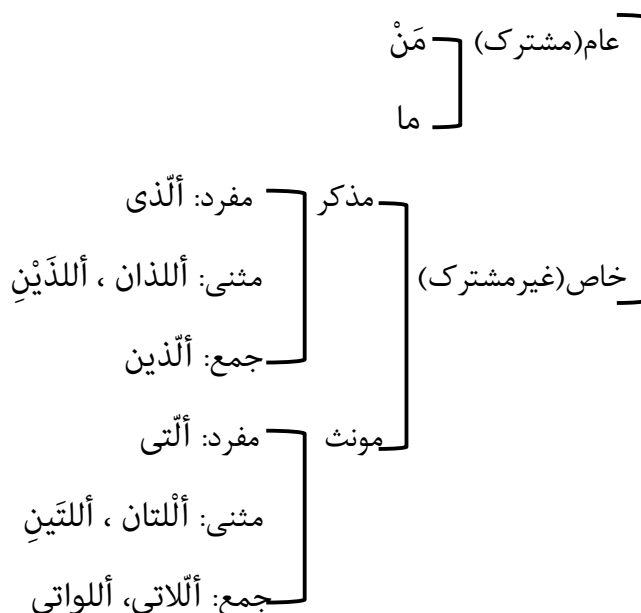 عام(مشترک) مَنْ
ما
مذکر مفرد: ألّذی
خاص(غیرمشترک) مثنی: أللذان ، أللذَیْنِ
جمع: ألّذین
مونث مفرد: ألّتی
مثنی: ألْلتان ، أللتَینِ
جمع: ألّلاتی، أللواتی